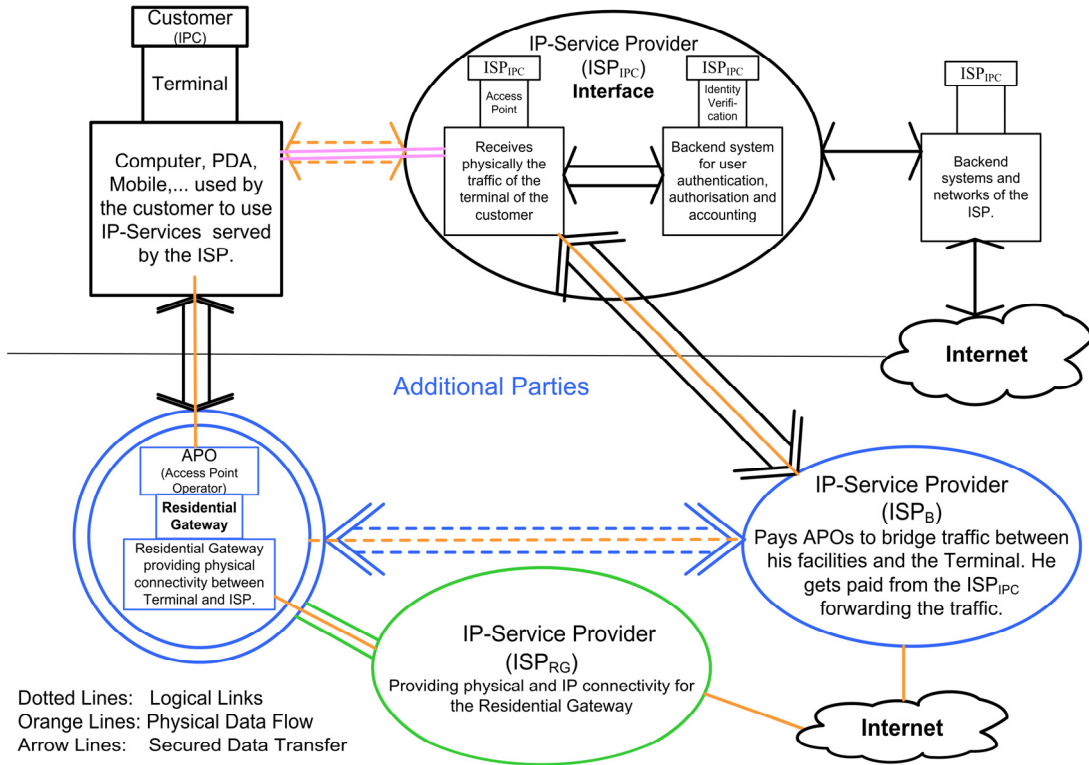 Customer
(IPC)
Terminal
Computer, PDA,
Mobile,... used by
the customer to use
IP-Services served
by the ISP.
IP-Service Provider
(ISPIPC)
Interface
ISPIPC
Access
Point
Receives
physically the
traffic of the
terminal of the
customer
ISPIPC
Identity
Verifi-
cation
Backend system
for user
authentication,
authorisation and
accounting
ISPIPC
Backend
systems and
networks of the
ISP.
Internet
Additional Parties
APO
(Access Point
Operator)
Residential
Gateway
Residential Gateway
providing physical
connectivity between
Terminal and ISP.
IP-Service Provider
(ISPB)
Pays APOs to bridge traffic between
his facilities and the Terminal. He
gets paid from the ISPIPC
forwarding the traffic.
IP-Service Provider
(ISPRG)
Providing physical and IP connectivity for
the Residential Gateway
Internet
Dotted Lines: Logical Links
Orange Lines: Physical Data Flow
Arrow Lines: Secured Data Transfer